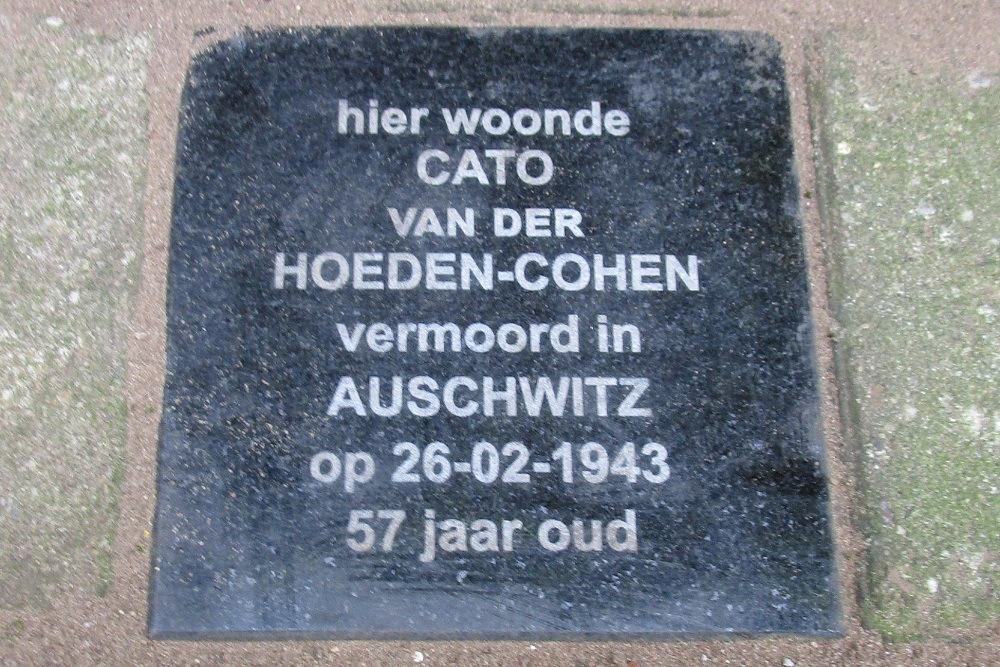 hier woonde
CATO
VAN DER
HOEDEN-COHEN
vermoord in
AUSCHWITZ
op 26-02-1943
57 jaar oud